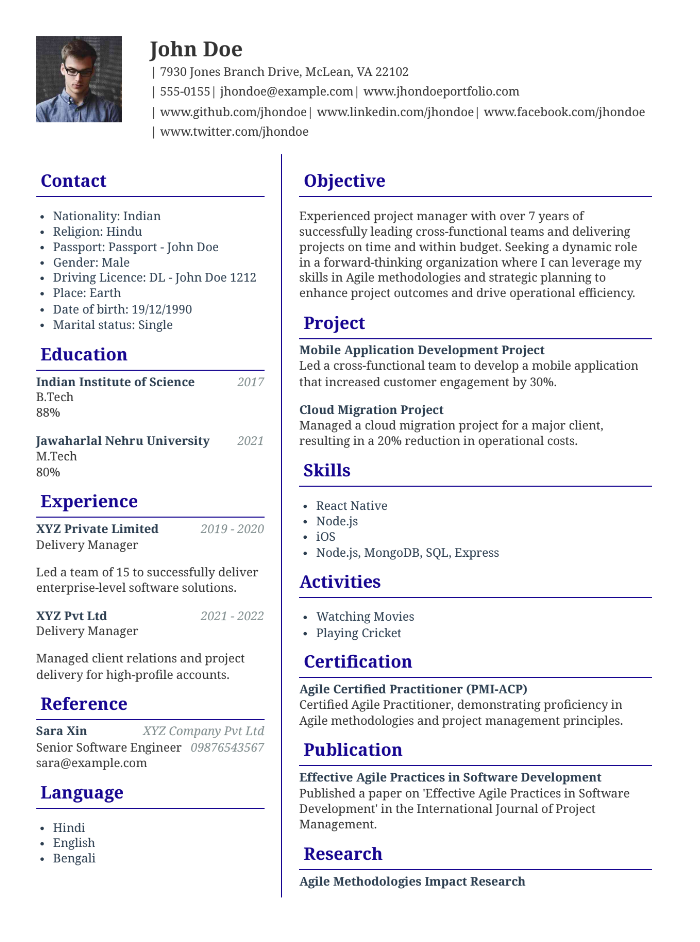 John Doe
| 7930 Jones Branch Drive, McLean, VA 22102
| 555-0155| jhondoe@example.com| www.jhondoeportfolio.com
| www.github.com/jhondoe| www.linkedin.com/jhondoe| www.facebook.com/jhondoe
| www.twitter.com/jhondoe
Contact
• Nationality: Indian
• Religion: Hindu
• Passport: Passport - John Doe
• Gender: Male
• Driving Licence: DL - John Doe 1212
• Place: Earth
• Date of birth: 19/12/1990
• Marital status: Single
Education
Indian Institute of Science 2017
B.Tech
88%
Jawaharlal Nehru University 2021
M.Tech
80%
Experience
XYZ Private Limited 2019 - 2020
Delivery Manager
Led a team of 15 to successfully deliver
enterprise-level software solutions.
XYZ Pvt Ltd 2021 - 2022
Delivery Manager
Managed client relations and project
delivery for high-profile accounts.
Reference
Sara Xin XYZ Company Pvt Ltd
Senior Software Engineer 09876543567
sara@example.com
Language
• Hindi
• English
• Bengali
Objective
Experienced project manager with over 7 years of
successfully leading cross-functional teams and delivering
projects on time and within budget. Seeking a dynamic role
in a forward-thinking organization where I can leverage my
skills in Agile methodologies and strategic planning to
enhance project outcomes and drive operational efficiency.
Project
Mobile Application Development Project
Led a cross-functional team to develop a mobile application
that increased customer engagement by 30%.
Cloud Migration Project
Managed a cloud migration project for a major client,
resulting in a 20% reduction in operational costs.
Skills
• React Native
• Node.js
• iOS
• Node.js, MongoDB, SQL, Express
Activities
• Watching Movies
• Playing Cricket
Certification
Agile Certified Practitioner (PMI-ACP)
Certified Agile Practitioner, demonstrating proficiency in
Agile methodologies and project management principles.
Publication
Effective Agile Practices in Software Development
Published a paper on 'Effective Agile Practices in Software
Development' in the International Journal of Project
Management.
Research
Agile Methodologies Impact Research